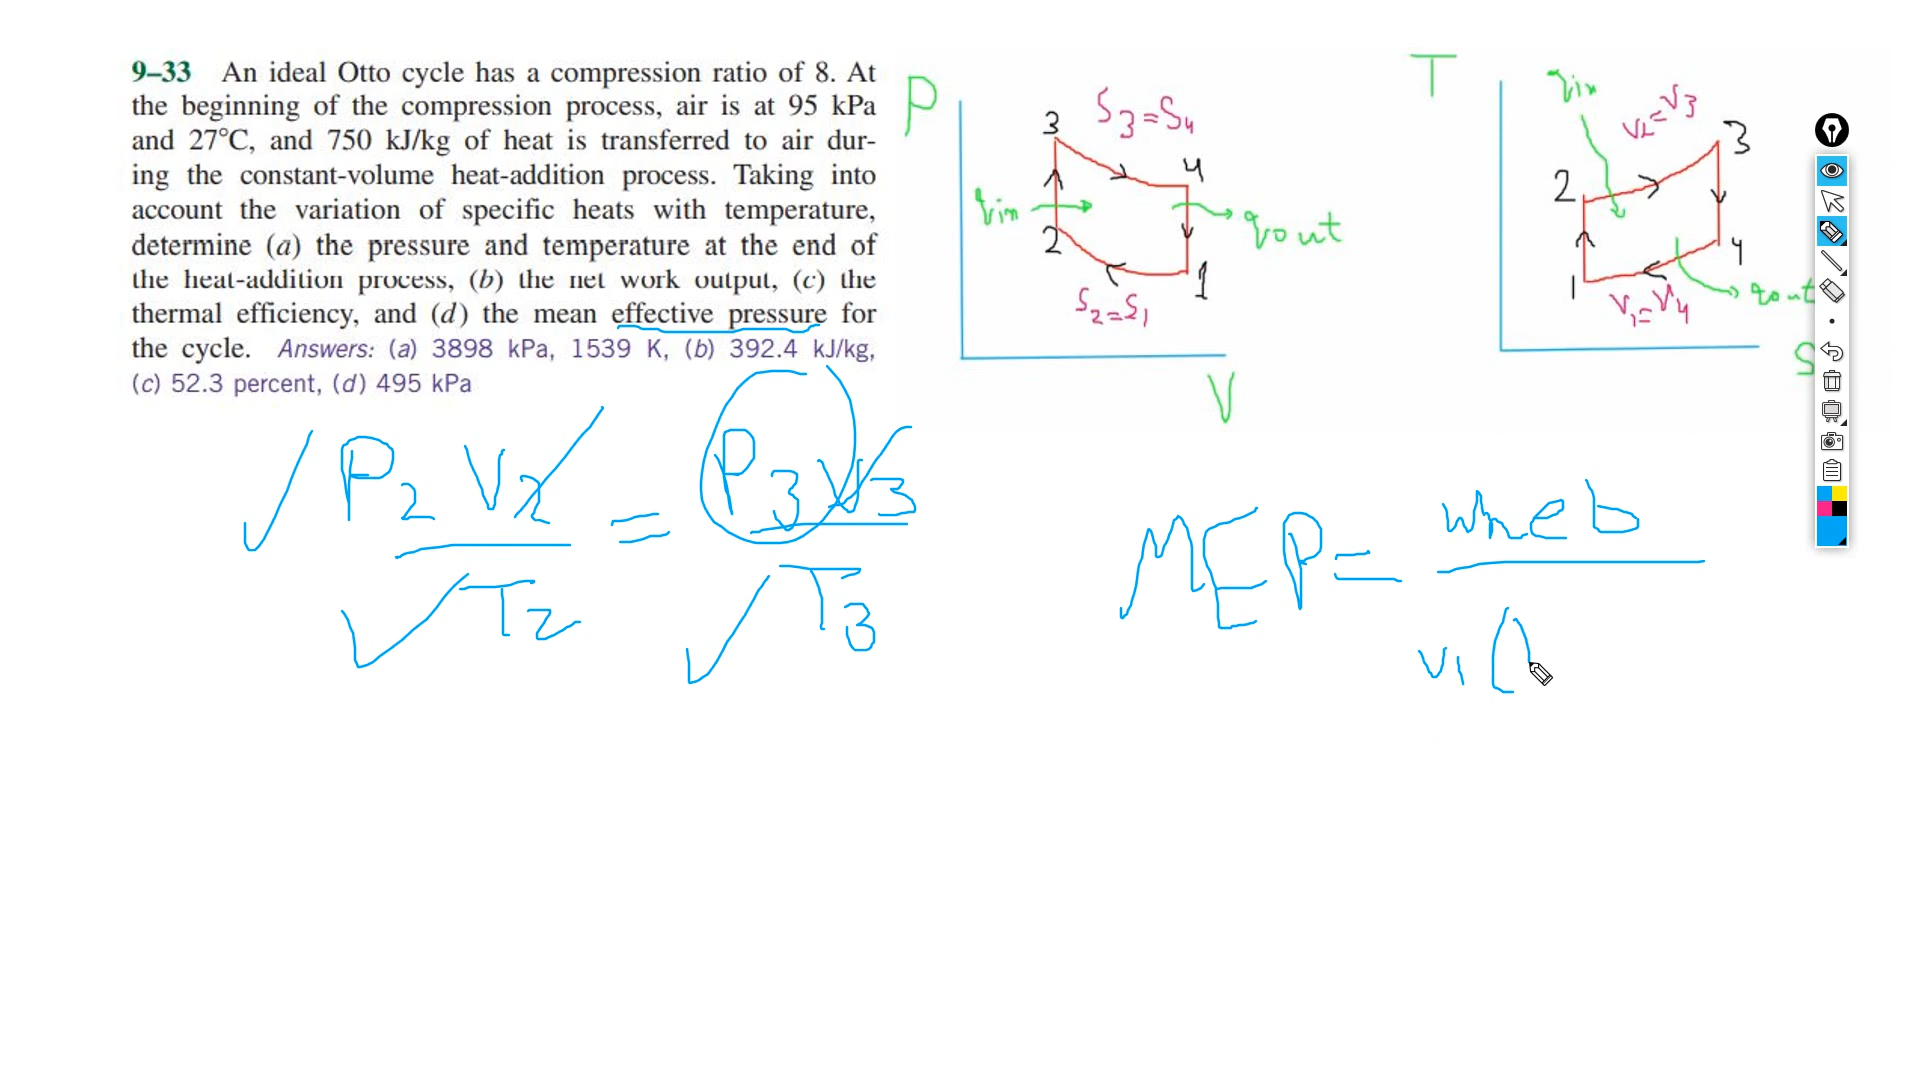 9–33 An ideal Otto cycle has a compression ratio of 8. At
the beginning of the compression process, air is at 95 kPa
and 27°C, and 750 kJ/kg of heat is transferred to air dur-
ing the constant-volume heat-addition process. Taking into
account the variation of specific heats with temperature,
determine (a) the pressure and temperature at the end of
the heat-addition process, (b) the net work output, (c) the
thermal efficiency, and (d) the mean effective pressure for
the cycle. Answers: (a) 3898 kPa, 1539 K, (b) 392.4 kJ/kg,
(c) 52.3 percent, (d) 495 kPa
P
3
S3=S4
4
qin
qout
2
1
S2=S1
V
T
qin
V2=V3
3
2
4
1
V1=V4
qout
S
P2 V2 = P3 V3
T2 T3
MEP=
V1 (